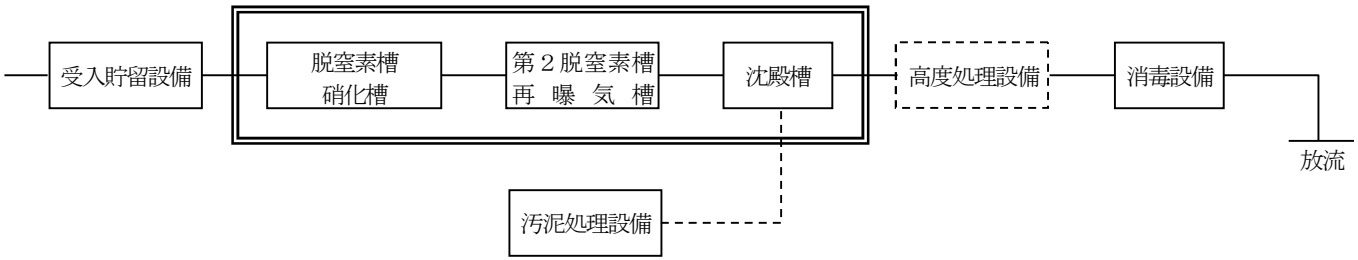 受入貯留設備
脱窒素槽
硝化槽
第２脱窒素槽
再曝気槽
沈殿槽
高度処理設備
消毒設備
放流
汚泥処理設備